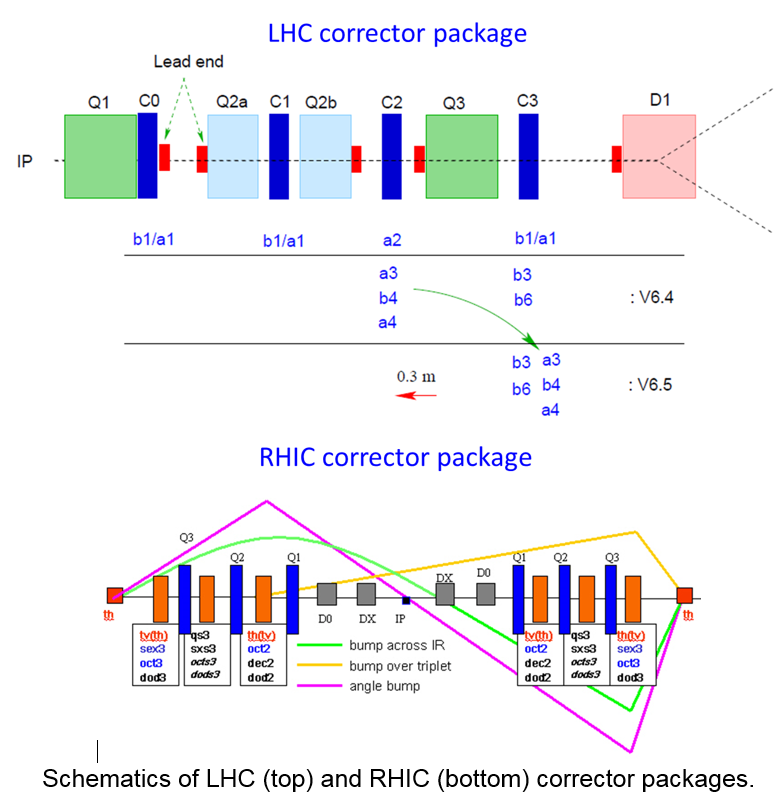 LHC corrector package
Lead end
Q1 C0 Q2a C1 Q2b C2 Q3 C3 D1
IP
b1/a1 b1/a1 a2 b1/a1
a3 b3
b4 b6 : V6.4
a4
b3 a3
0.3 m b6 b4 : V6.5
a4
RHIC corrector package
Q3
Q2 Q1 DX D0 Q1 Q2 Q3
th D0 DX IP th
tv(th) qs3 th(tv) tv(th) qs3 th(tv)
sex3 sxs3 oct2 oct2 sxs3 sex3
oct3 octs3 dec2 dec2 octs3 oct3
dod3 dods3 dod2 dod2 dods3 dod3
bump across IR
bump over triplet
angle bump
Schematics of LHC (top) and RHIC (bottom) corrector packages.